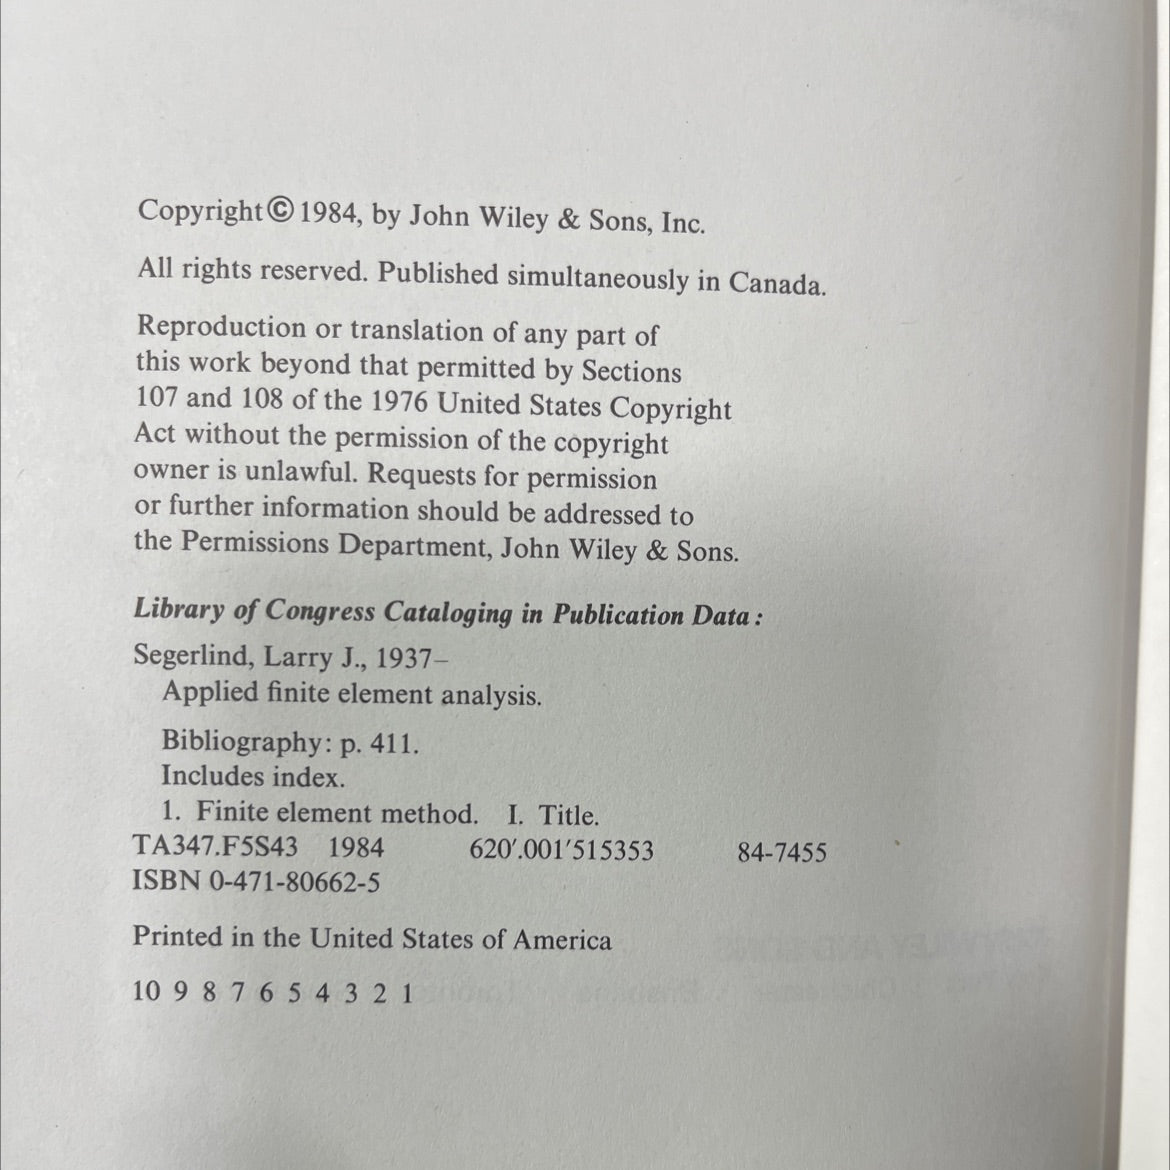 Copyright © 1984, by John Wiley & Sons, Inc.
All rights reserved. Published simultaneously in Canada.
Reproduction or translation of any part of
this work beyond that permitted by Sections
107 and 108 of the 1976 United States Copyright
Act without the permission of the copyright
owner is unlawful. Requests for permission
or further information should be addressed to
the Permissions Department, John Wiley & Sons.
Library of Congress Cataloging in Publication Data:
Segerlind, Larry J., 1937–
Applied finite element analysis.
Bibliography: p. 411.
Includes index.
1. Finite element method. I. Title.
TA347.F5S43 1984 620′.001′515353 84-7455
ISBN 0-471-80662-5
Printed in the United States of America
10 9 8 7 6 5 4 3 2 1